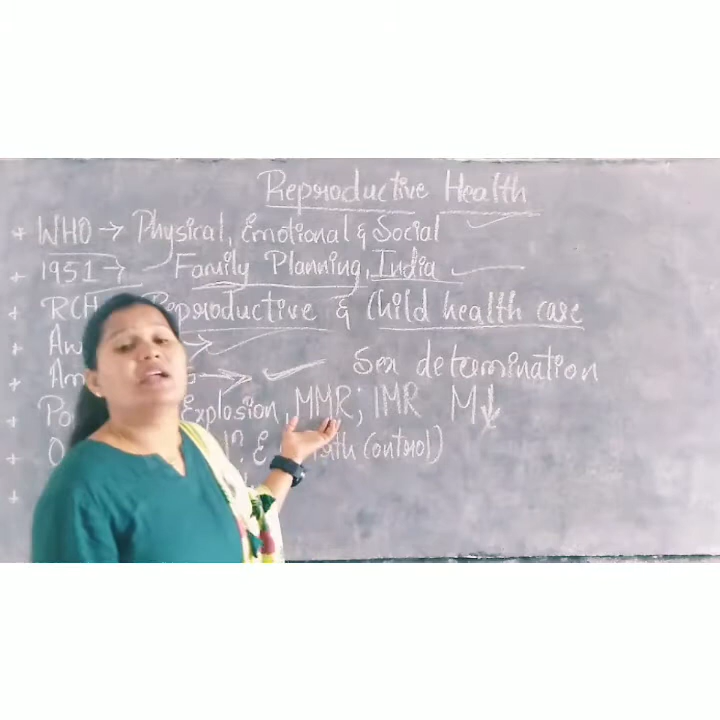 Reproductive Health
+ WHO → Physical, Emotional & Social
+ 1951 → Family Planning, India
+ RCH Reproductive & Child health care
+ Aw →
+ Am → Sex determination
+ Po Explosion, MMR; IMR M↓
+ O n & Control)
+